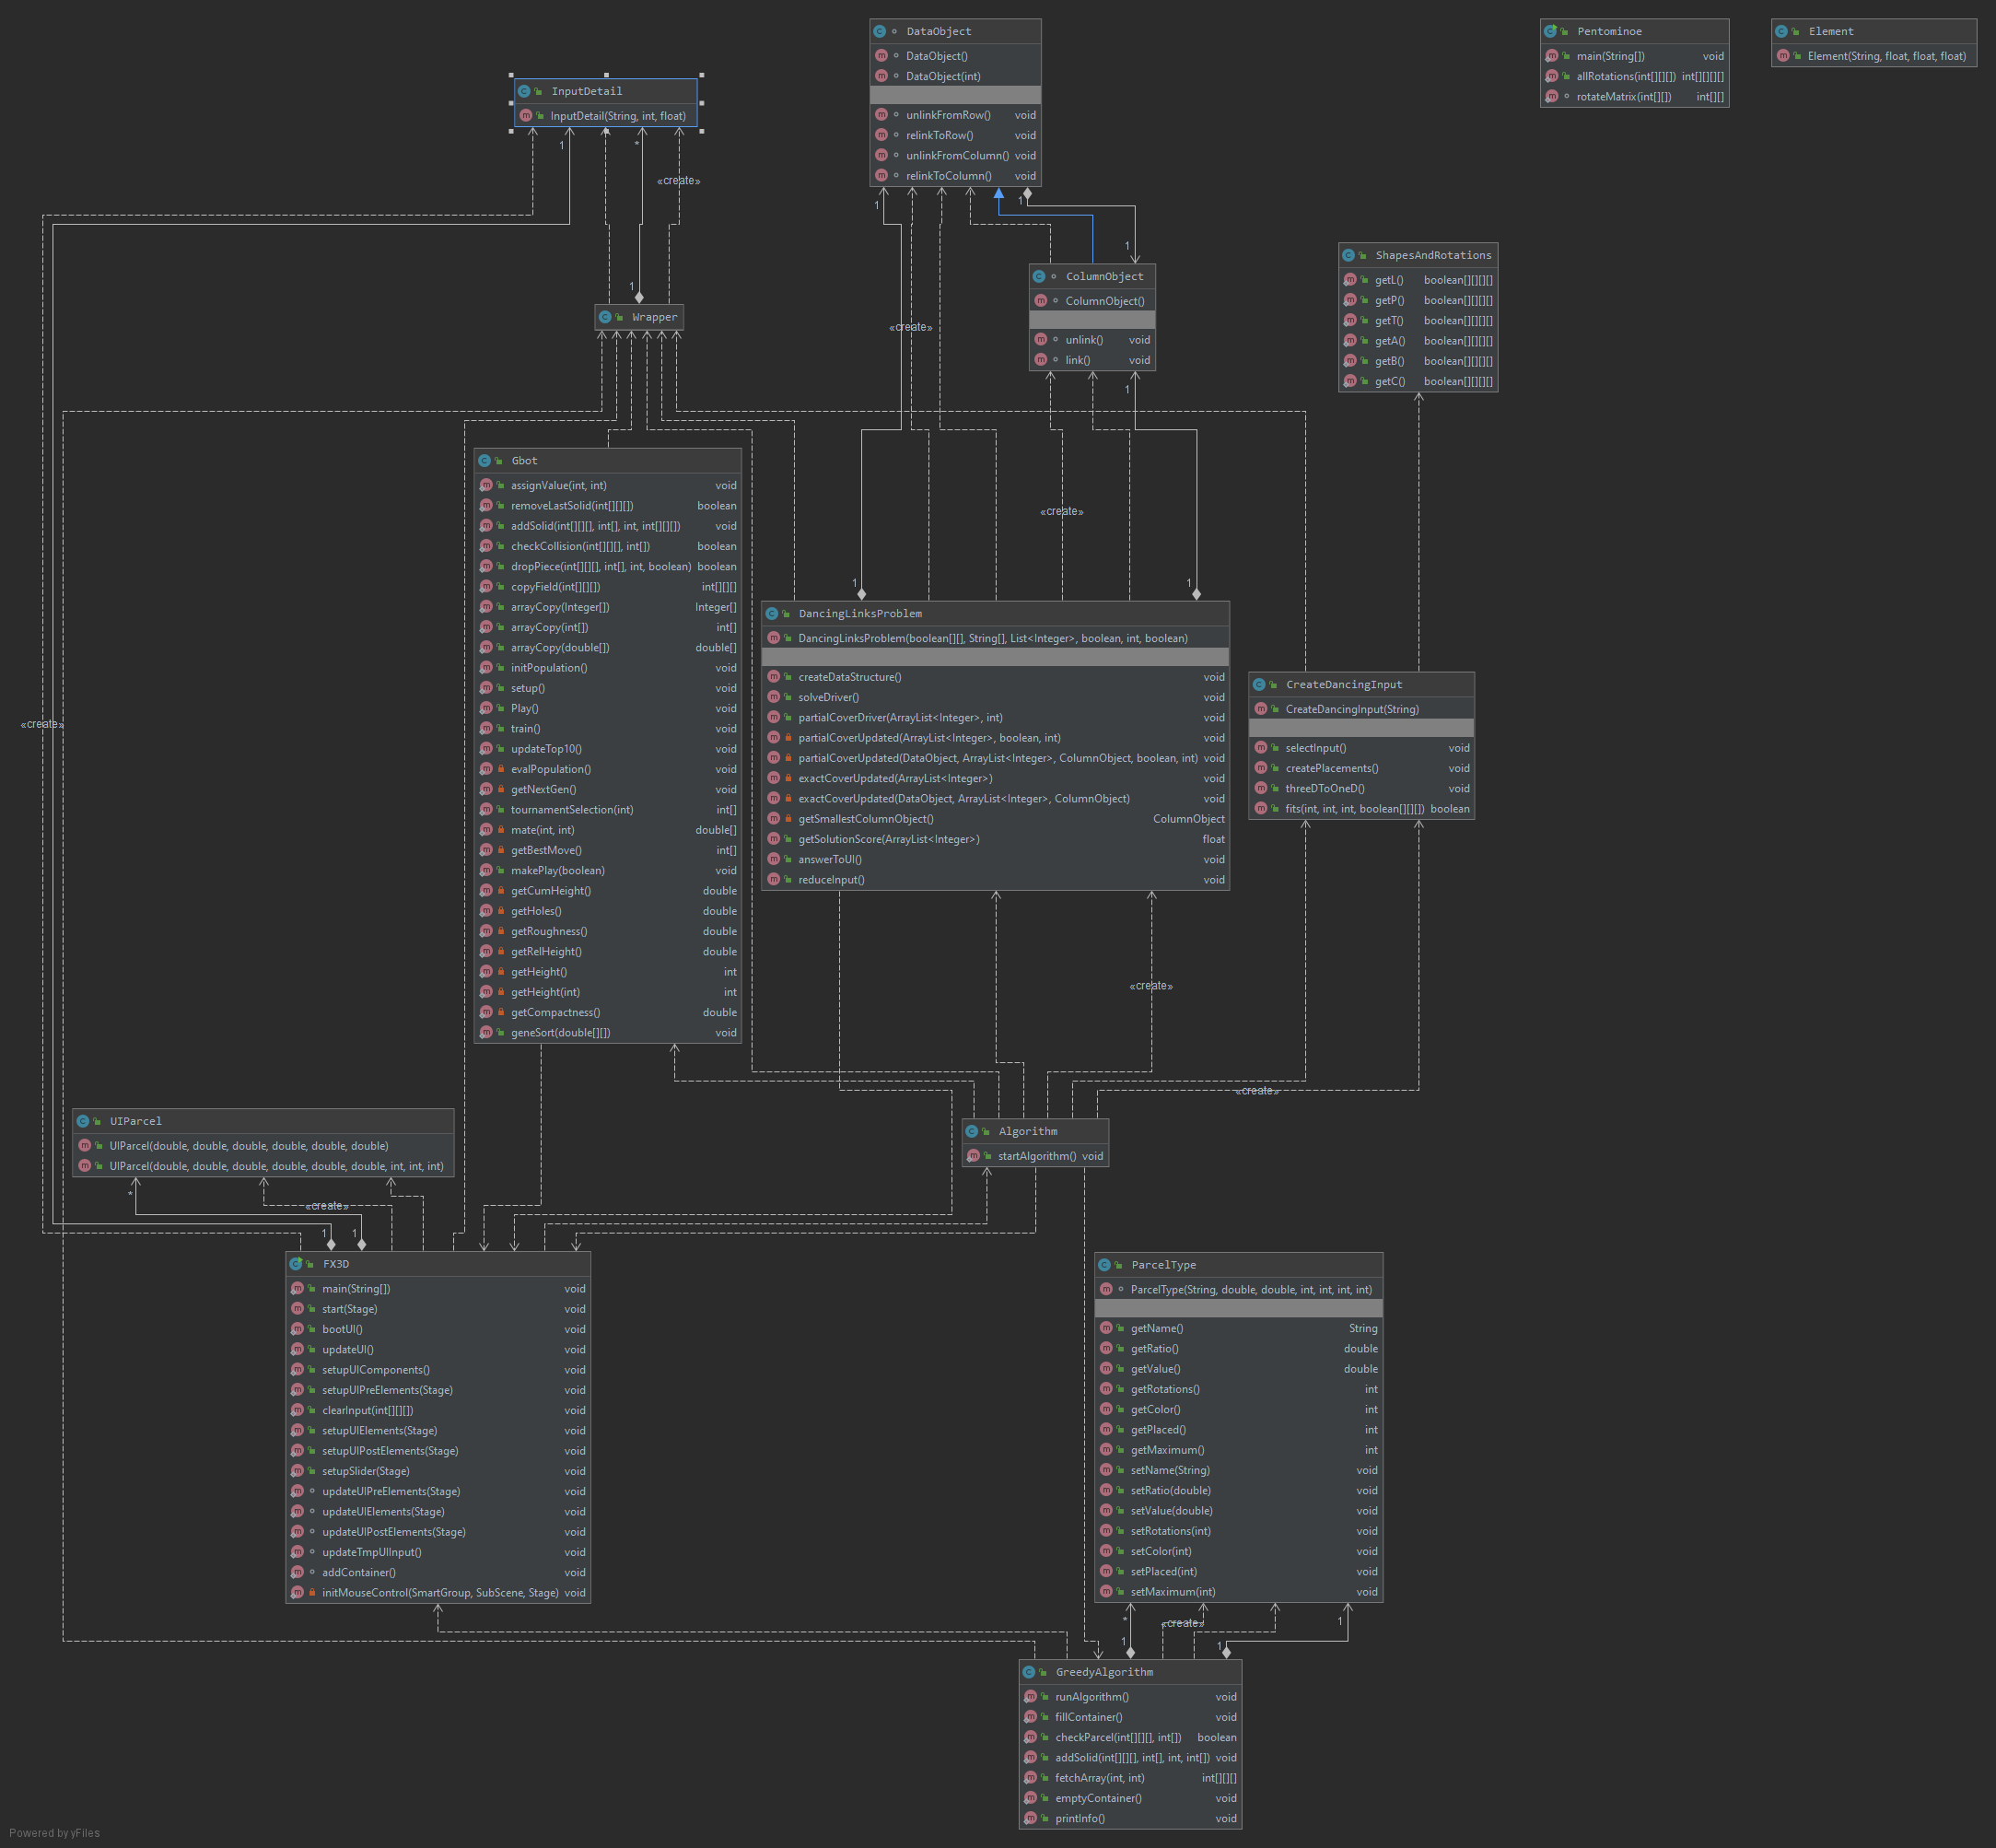 DataObject
DataObject()
DataObject(int)
unlinkFromRow() void
relinkToRow() void
unlinkFromColumn() void
relinkToColumn() void
Pentominoe
main(String[]) void
allRotations(int[][][]) int[][][][]
rotateMatrix(int[][]) int[][]
Element
Element(String, float, float, float)
InputDetail
InputDetail(String, int, float)
1
*
«create»
1
1
1
ColumnObject
ColumnObject()
unlink() void
link() void
ShapesAndRotations
getL() boolean[][][][]
getP() boolean[][][][]
getT() boolean[][][][]
getA() boolean[][][][]
getB() boolean[][][][]
getC() boolean[][][][]
1
Wrapper
«create»
1
Gbot
assignValue(int, int) void
removeLastSolid(int[][][]) boolean
addSolid(int[][][], int[], int, int[][][]) void
checkCollision(int[][][], int[]) boolean
dropPiece(int[][][], int[], int, boolean) boolean
copyField(int[][][]) int[][][]
arrayCopy(Integer[]) Integer[]
arrayCopy(int[]) int[]
arrayCopy(double[]) double[]
initPopulation() void
setup() void
Play() void
train() void
updateTop10() void
evalPopulation() void
getNextGen() void
tournamentSelection(int) int[]
mate(int, int) double[]
getBestMove() int[]
makePlay(boolean) void
getCumHeight() double
getHoles() double
getRoughness() double
getRelHeight() double
getHeight() int
getHeight(int) int
getCompactness() double
geneSort(double[][]) void
«create»
1
1
DancingLinksProblem
DancingLinksProblem(boolean[][], String[], List<Integer>, boolean, int, boolean)
createDataStructure() void
solveDriver() void
partialCoverDriver(ArrayList<Integer>, int) void
partialCoverUpdated(ArrayList<Integer>, boolean, int) void
partialCoverUpdated(DataObject, ArrayList<Integer>, ColumnObject, boolean, int) void
exactCoverUpdated(ArrayList<Integer>) void
exactCoverUpdated(DataObject, ArrayList<Integer>, ColumnObject) void
getSmallestColumnObject() ColumnObject
getSolutionScore(ArrayList<Integer>) float
answerToUI() void
reduceInput() void
CreateDancingInput
CreateDancingInput(String)
selectInput() void
createPlacements() void
threeDToOneD() void
fits(int, int, int, boolean[][][]) boolean
«create»
«create»
«create»
UIParcel
UIParcel(double, double, double, double, double, double)
UIParcel(double, double, double, double, double, double, int, int, int)
Algorithm
startAlgorithm() void
*
«create»
1
1
FX3D
main(String[]) void
start(Stage) void
bootUI() void
updateUI() void
setupUIComponents() void
setupUIPreElements(Stage) void
clearInput(int[][][]) void
setupUIElements(Stage) void
setupUIPostElements(Stage) void
setupSlider(Stage) void
updateUIPreElements(Stage) void
updateUIElements(Stage) void
updateUIPostElements(Stage) void
updateTmpUIInput() void
addContainer() void
initMouseControl(SmartGroup, SubScene, Stage) void
ParcelType
ParcelType(String, double, double, int, int, int, int)
getName() String
getRatio() double
getValue() double
getRotations() int
getColor() int
getPlaced() int
getMaximum() int
setName(String) void
setRatio(double) void
setValue(double) void
setRotations(int) void
setColor(int) void
setPlaced(int) void
setMaximum(int) void
*
«create»
1
1
1
GreedyAlgorithm
runAlgorithm() void
fillContainer() void
checkParcel(int[][][], int[]) boolean
addSolid(int[][][], int[], int, int[]) void
fetchArray(int, int) int[][][]
emptyContainer() void
printInfo() void
Powered by yFiles